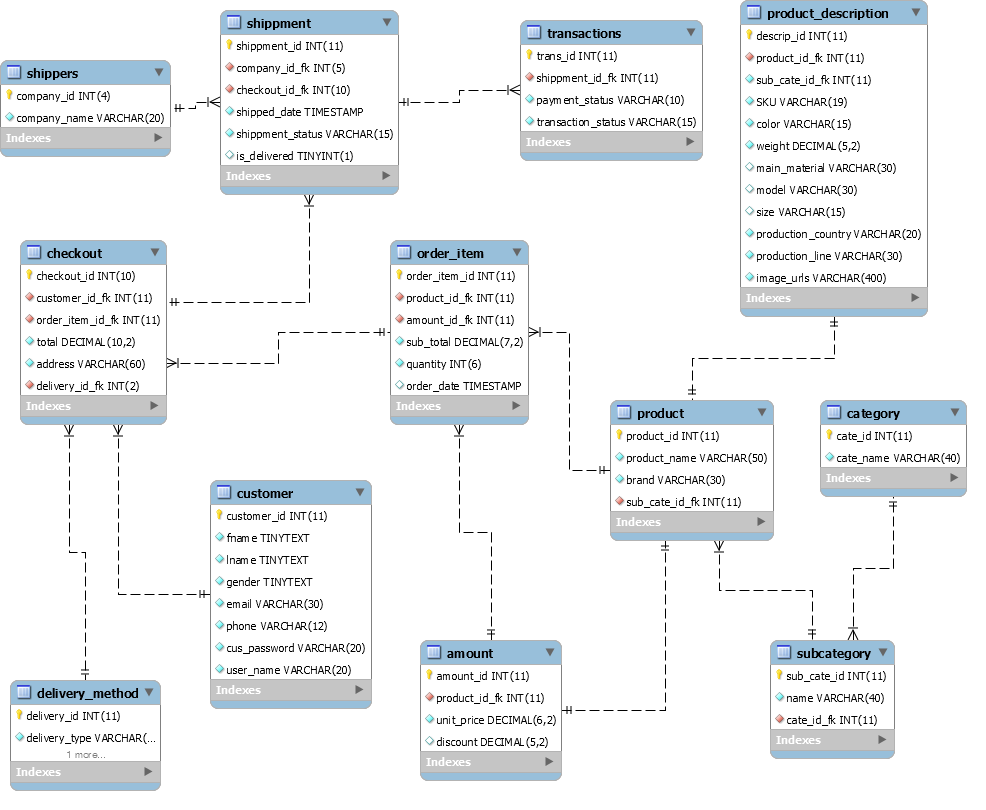 shippers
company_id INT(4)
company_name VARCHAR(20)
Indexes
shippment
shippment_id INT(11)
company_id_fk INT(5)
checkout_id_fk INT(10)
shipped_date TIMESTAMP
shippment_status VARCHAR(15)
is_delivered TINYINT(1)
Indexes
transactions
trans_id INT(11)
shippment_id_fk INT(11)
payment_status VARCHAR(10)
transaction_status VARCHAR(15)
Indexes
product_description
descrip_id INT(11)
product_id_fk INT(11)
sub_cate_id_fk INT(11)
SKU VARCHAR(19)
color VARCHAR(15)
weight DECIMAL(5,2)
main_material VARCHAR(30)
model VARCHAR(30)
size VARCHAR(15)
production_country VARCHAR(20)
production_line VARCHAR(30)
image_urls VARCHAR(400)
Indexes
checkout
checkout_id INT(10)
customer_id_fk INT(11)
order_item_id_fk INT(11)
total DECIMAL(10,2)
address VARCHAR(60)
delivery_id_fk INT(2)
Indexes
order_item
order_item_id INT(11)
product_id_fk INT(11)
amount_id_fk INT(11)
sub_total DECIMAL(7,2)
quantity INT(6)
order_date TIMESTAMP
Indexes
product
product_id INT(11)
product_name VARCHAR(50)
brand VARCHAR(30)
sub_cate_id_fk INT(11)
Indexes
category
cate_id INT(11)
cate_name VARCHAR(40)
Indexes
customer
customer_id INT(11)
fname TINYTEXT
lname TINYTEXT
gender TINYTEXT
email VARCHAR(30)
phone VARCHAR(12)
cus_password VARCHAR(20)
user_name VARCHAR(20)
Indexes
delivery_method
delivery_id INT(11)
delivery_type VARCHAR(...
1 more...
Indexes
amount
amount_id INT(11)
product_id_fk INT(11)
unit_price DECIMAL(6,2)
discount DECIMAL(5,2)
Indexes
subcategory
sub_cate_id INT(11)
name VARCHAR(40)
cate_id_fk INT(11)
Indexes